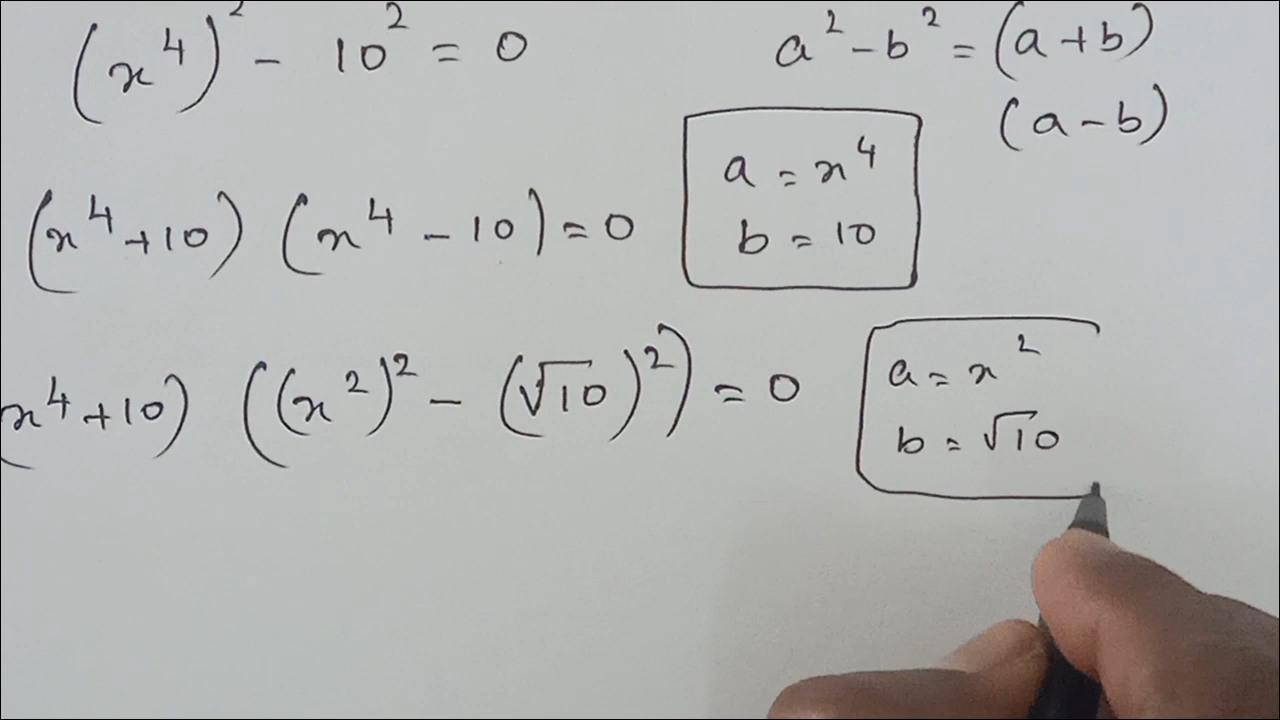 (x⁴)² - 10² = 0
a² - b² = (a + b)
(a - b)
a = x⁴
b = 10
(x⁴ + 10) (x⁴ - 10) = 0
x⁴ + 10) ((x²)² - (√10)²) = 0
a = x²
b = √10